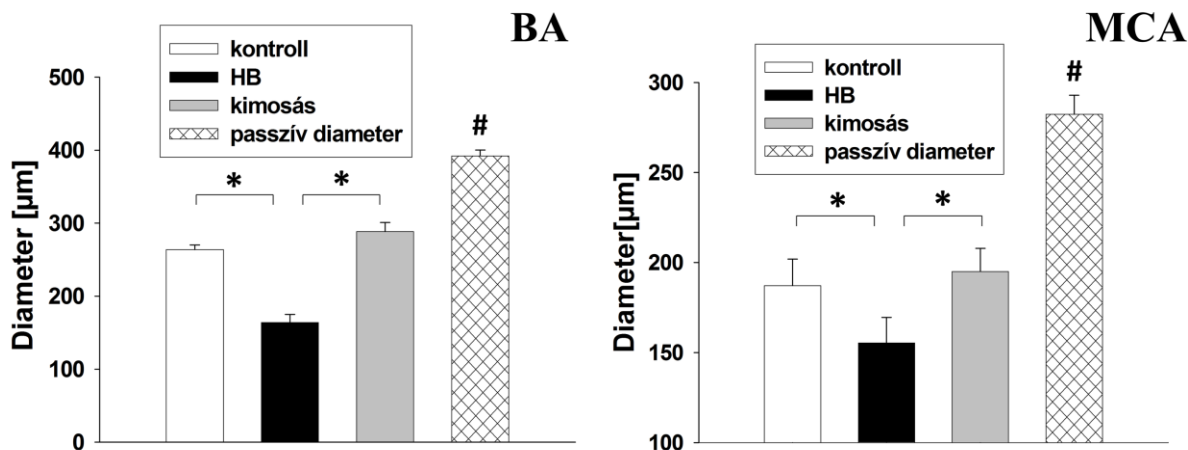 BA
kontroll
HB
kimosás
passzív diameter
#
*
*
Diameter [µm]
500
400
300
200
100
0
MCA
kontroll
HB
kimosás
passzív diameter
#
*
*
Diameter[µm]
300
250
200
150
100